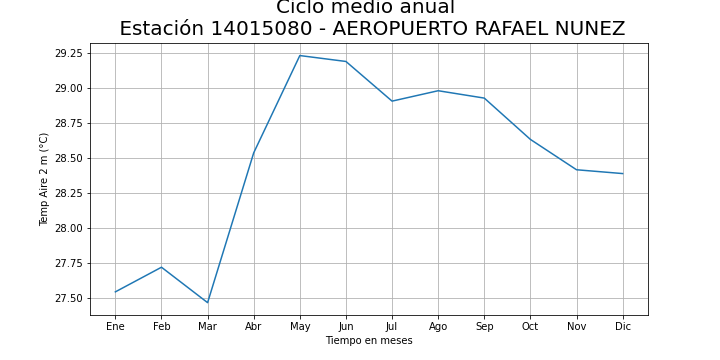 Ciclo medio anual
Estación 14015080 - AEROPUERTO RAFAEL NUNEZ
29.25
29.00
28.75
28.50
28.25
28.00
27.75
27.50
Temp Aire 2 m (°C)
Ene Feb Mar Abr May Jun Jul Ago Sep Oct Nov Dic
Tiempo en meses